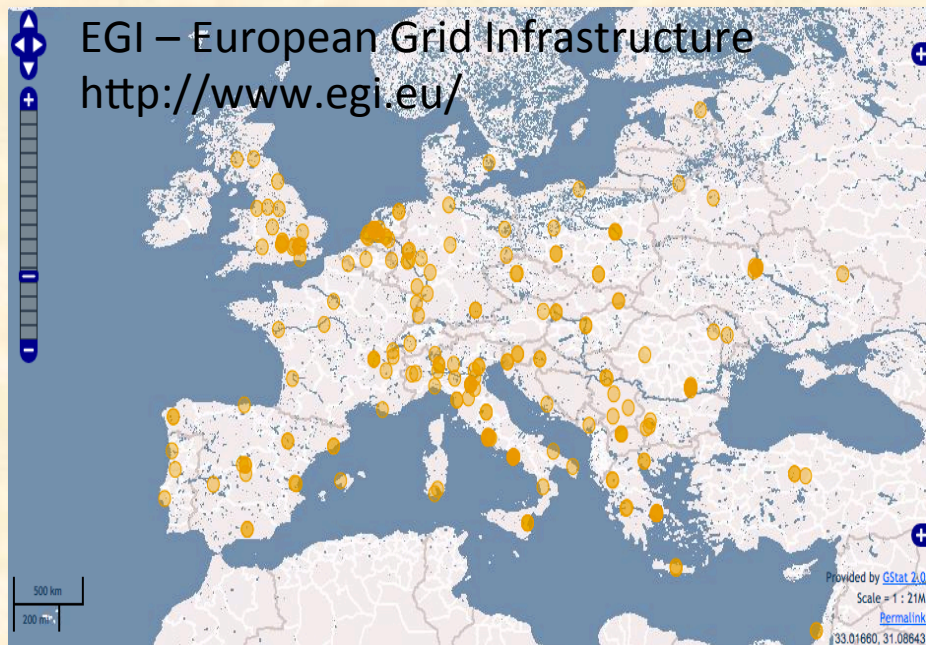 EGI – European Grid Infrastructure
http://www.egi.eu/
500 km
200 mi
Provided by GStat 2.0
Scale = 1 : 21M
Permalink
33.01660, 31.08643